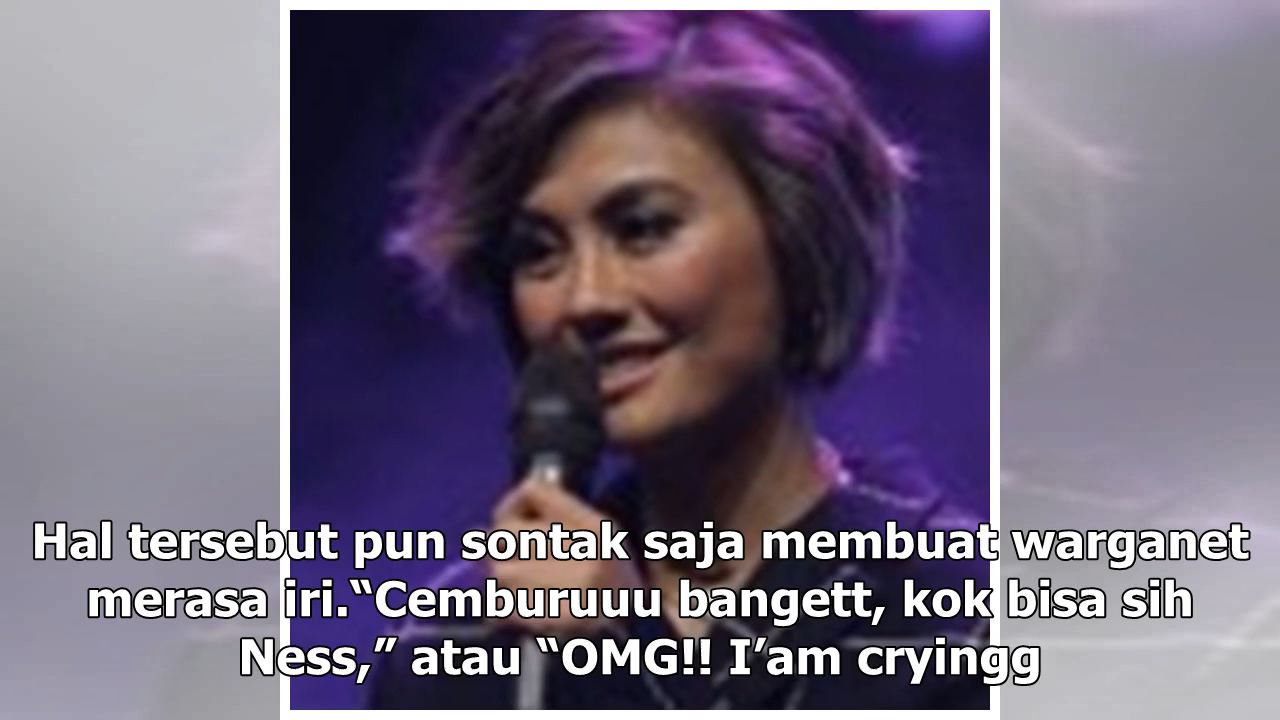 Hal tersebut pun sontak saja membuat warganet
merasa iri.“Cemburuuu bangett, kok bisa sih
Ness,” atau “OMG!! I’am cryingg